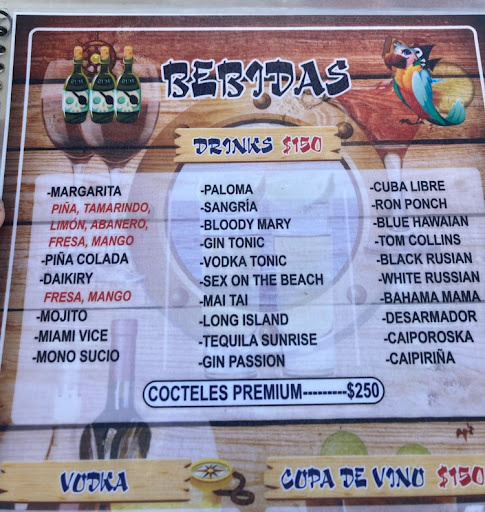 BEBIDAS
DRINKS $150
-MARGARITA
PIÑA, TAMARINDO,
LIMÓN, ABANERO,
FRESA, MANGO
-PIÑA COLADA
-DAIKIRY
FRESA, MANGO
-MOJITO
-MIAMI VICE
-MONO SUCIO
-PALOMA
-SANGRÍA
-BLOODY MARY
-GIN TONIC
-VODKA TONIC
-SEX ON THE BEACH
-MAI TAI
-LONG ISLAND
-TEQUILA SUNRISE
-GIN PASSION
-CUBA LIBRE
-RON PONCH
-BLUE HAWAIAN
-TOM COLLINS
-BLACK RUSIAN
-WHITE RUSSIAN
-BAHAMA MAMA
-DESARMADOR
-CAIPOROSKA
-CAIPIRIÑA
COCTELES PREMIUM---------$250
VODKA
COPA DE VINO $150